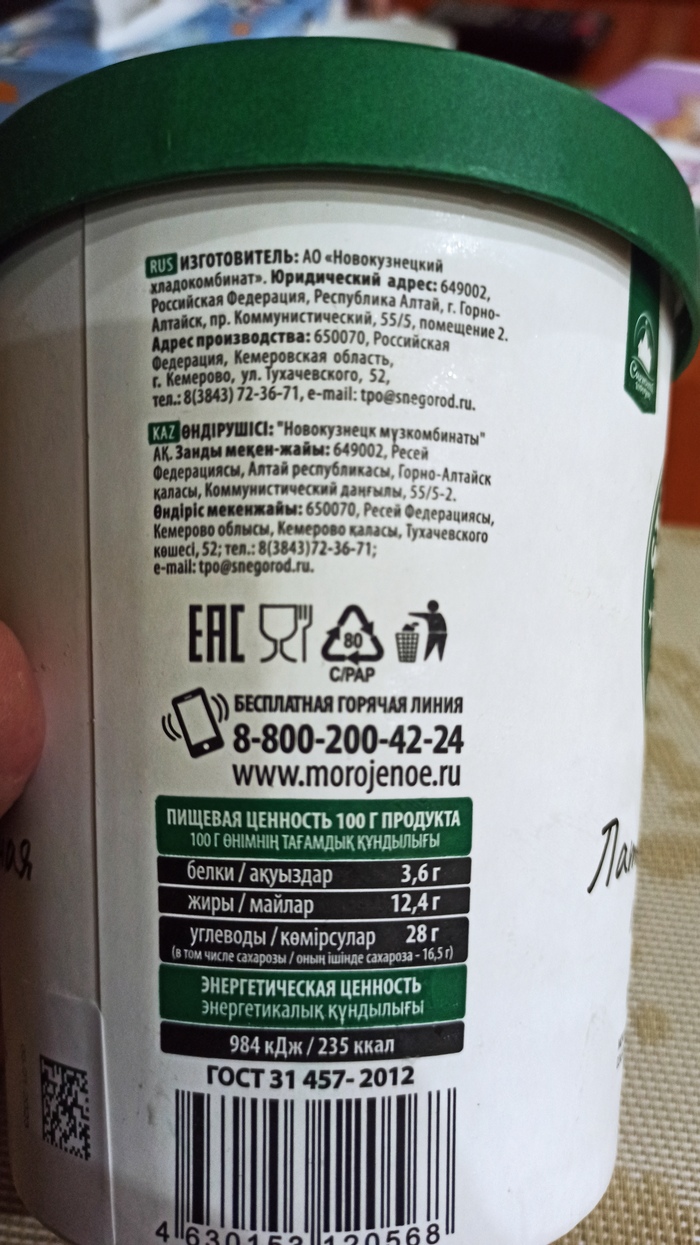 RUS ИЗГОТОВИТЕЛЬ: АО «Новокузнецкий
хладокомбинат». Юридический адрес: 649002,
Российская Федерация, Республика Алтай, г. Горно-
Алтайск, пр. Коммунистический, 55/5, помещение 2.
Адрес производства: 650070, Российская
Федерация, Кемеровская область,
г. Кемерово, ул. Тухачевского, 52,
тел.: 8(3843) 72-36-71, e-mail: tpo@snegorod.ru.
KAZ ӨНДІРУШІСІ: "Новокузнецк мұзкомбинаты"
АҚ. Заңды мекен-жайы: 649002, Ресей
Федерациясы, Алтай республикасы, Горно-Алтайск
қаласы, Коммунистический даңғылы, 55/5-2.
Өндіріс мекенжайы: 650070, Ресей Федерациясы,
Кемерово облысы, Кемерово қаласы, Тухачевского
көшесі, 52; тел.: 8(3843)72-36-71;
e-mail: tpo@snegorod.ru.
EAC
80
C/PAP
БЕСПЛАТНАЯ ГОРЯЧАЯ ЛИНИЯ
8-800-200-42-24
www.morojenoe.ru
ПИЩЕВАЯ ЦЕННОСТЬ 100 Г ПРОДУКТА
100 Г ӨНІМНІҢ ТАҒАМДЫҚ ҚҰНДЫЛЫҒЫ
белки / ақуыздар 3,6 г
жиры / майлар 12,4 г
углеводы / көмірсулар 28 г
(в том числе сахарозы / оның ішінде сахароза - 16,5 г)
ЭНЕРГЕТИЧЕСКАЯ ЦЕННОСТЬ
энергетикалық құндылығы
984 кДж / 235 ккал
ГОСТ 31 457- 2012
4 630153 120568